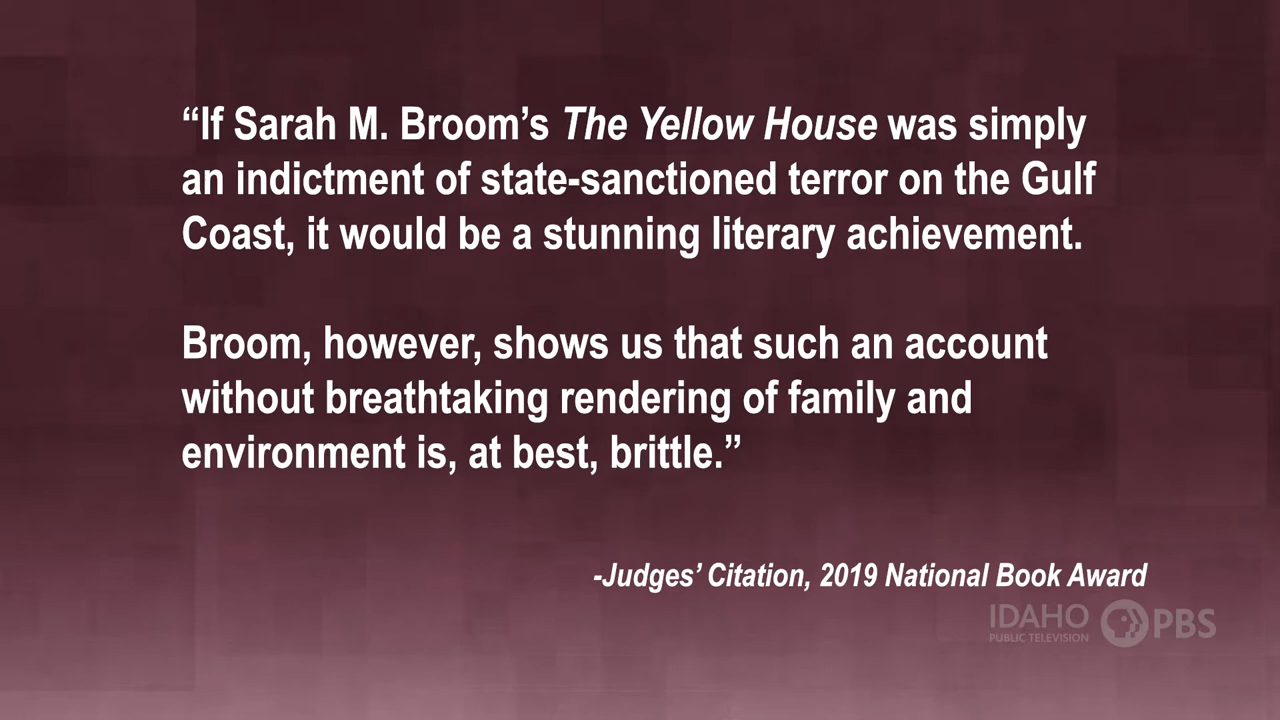 “If Sarah M. Broom’s The Yellow House was simply
an indictment of state-sanctioned terror on the Gulf
Coast, it would be a stunning literary achievement.
Broom, however, shows us that such an account
without breathtaking rendering of family and
environment is, at best, brittle.”
-Judges’ Citation, 2019 National Book Award
IDAHO
PUBLIC TELEVISION
PBS